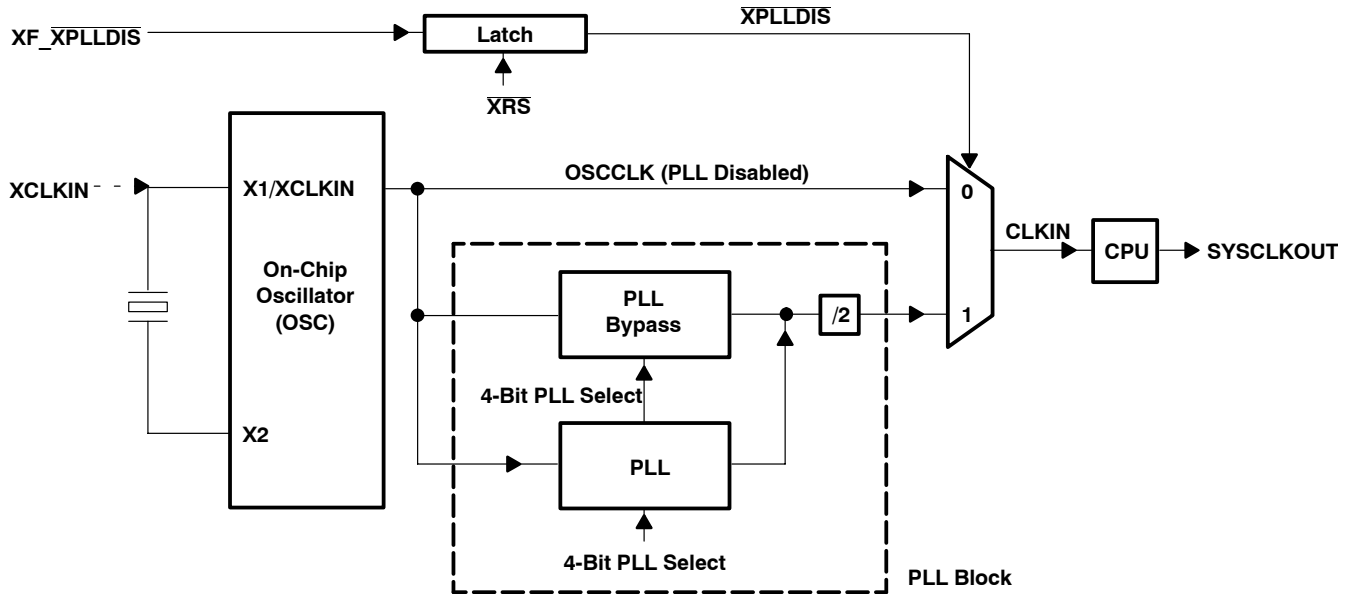 XF_XPLLDIS
Latch
XPLLDIS
XRS
XCLKIN
X1/XCLKIN
On-Chip
Oscillator
(OSC)
X2
OSCCLK (PLL Disabled)
0
1
CLKIN
CPU
SYSCLKOUT
PLL
Bypass
/2
4-Bit PLL Select
PLL
4-Bit PLL Select
PLL Block